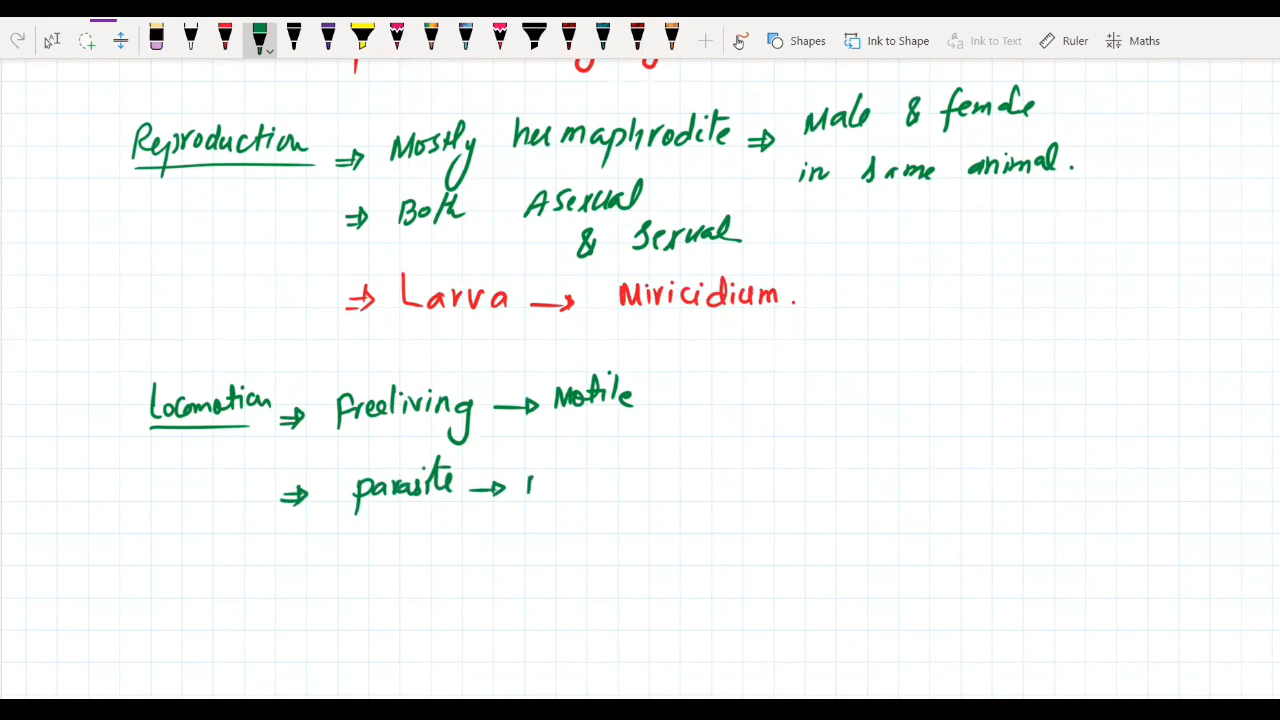 Shapes Ink to Shape Ink to Text Ruler Maths
Reproduction ⇒ Mostly hermaphrodite ⇒ Male & female
in same animal.
⇒ Both Asexual
& Sexual
⇒ Larva → Miricidium.
Locomotion ⇒ freeliving → Motile
⇒ parasite →